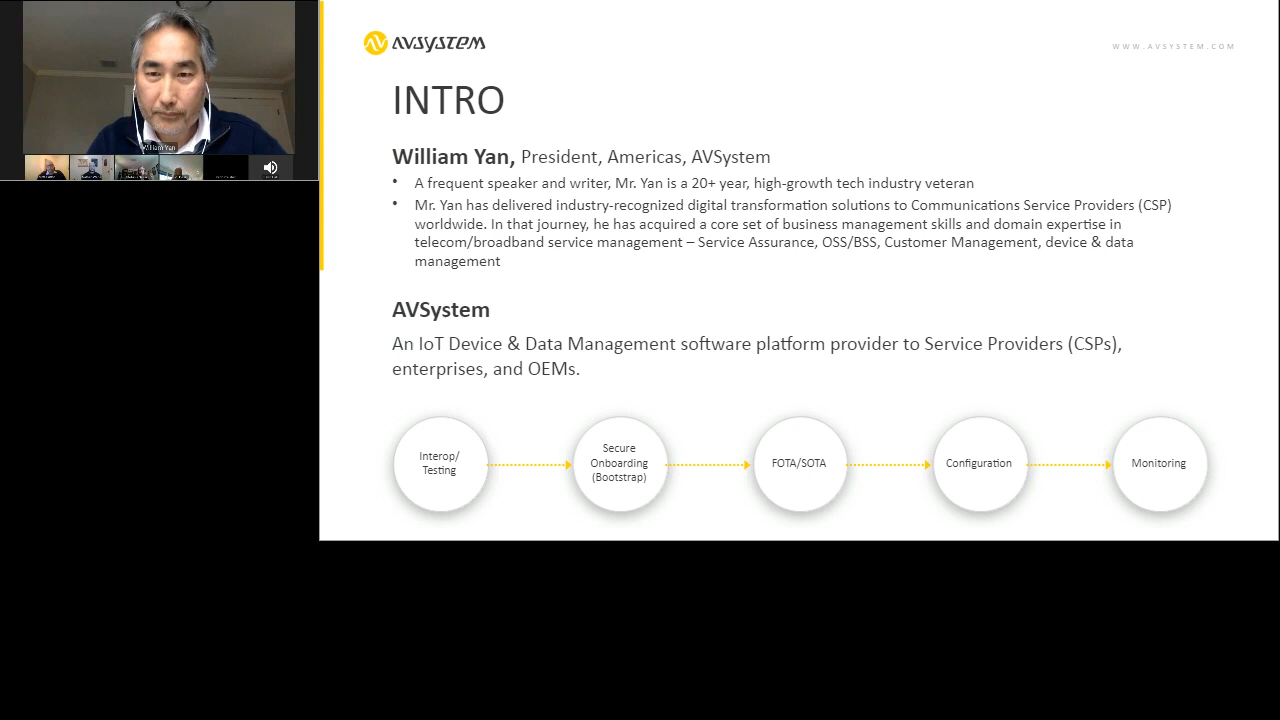 William Yan
AVSYSTEM
WWW.AVSYSTEM.COM
INTRO
William Yan, President, Americas, AVSystem
• A frequent speaker and writer, Mr. Yan is a 20+ year, high-growth tech industry veteran
• Mr. Yan has delivered industry-recognized digital transformation solutions to Communications Service Providers (CSP)
worldwide. In that journey, he has acquired a core set of business management skills and domain expertise in
telecom/broadband service management – Service Assurance, OSS/BSS, Customer Management, device & data
management
AVSystem
An IoT Device & Data Management software platform provider to Service Providers (CSPs),
enterprises, and OEMs.
Interop/
Testing
Secure
Onboarding
(Bootstrap)
FOTA/SOTA
Configuration
Monitoring